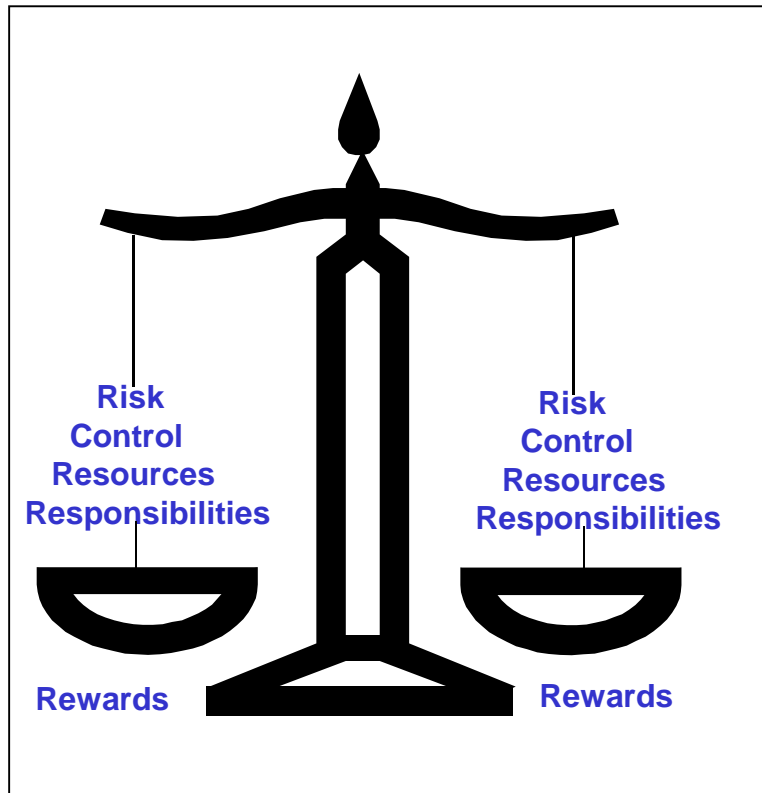 Risk
Control
Resources
Responsibilities
Rewards
Risk
Control
Resources
Responsibilities
Rewards